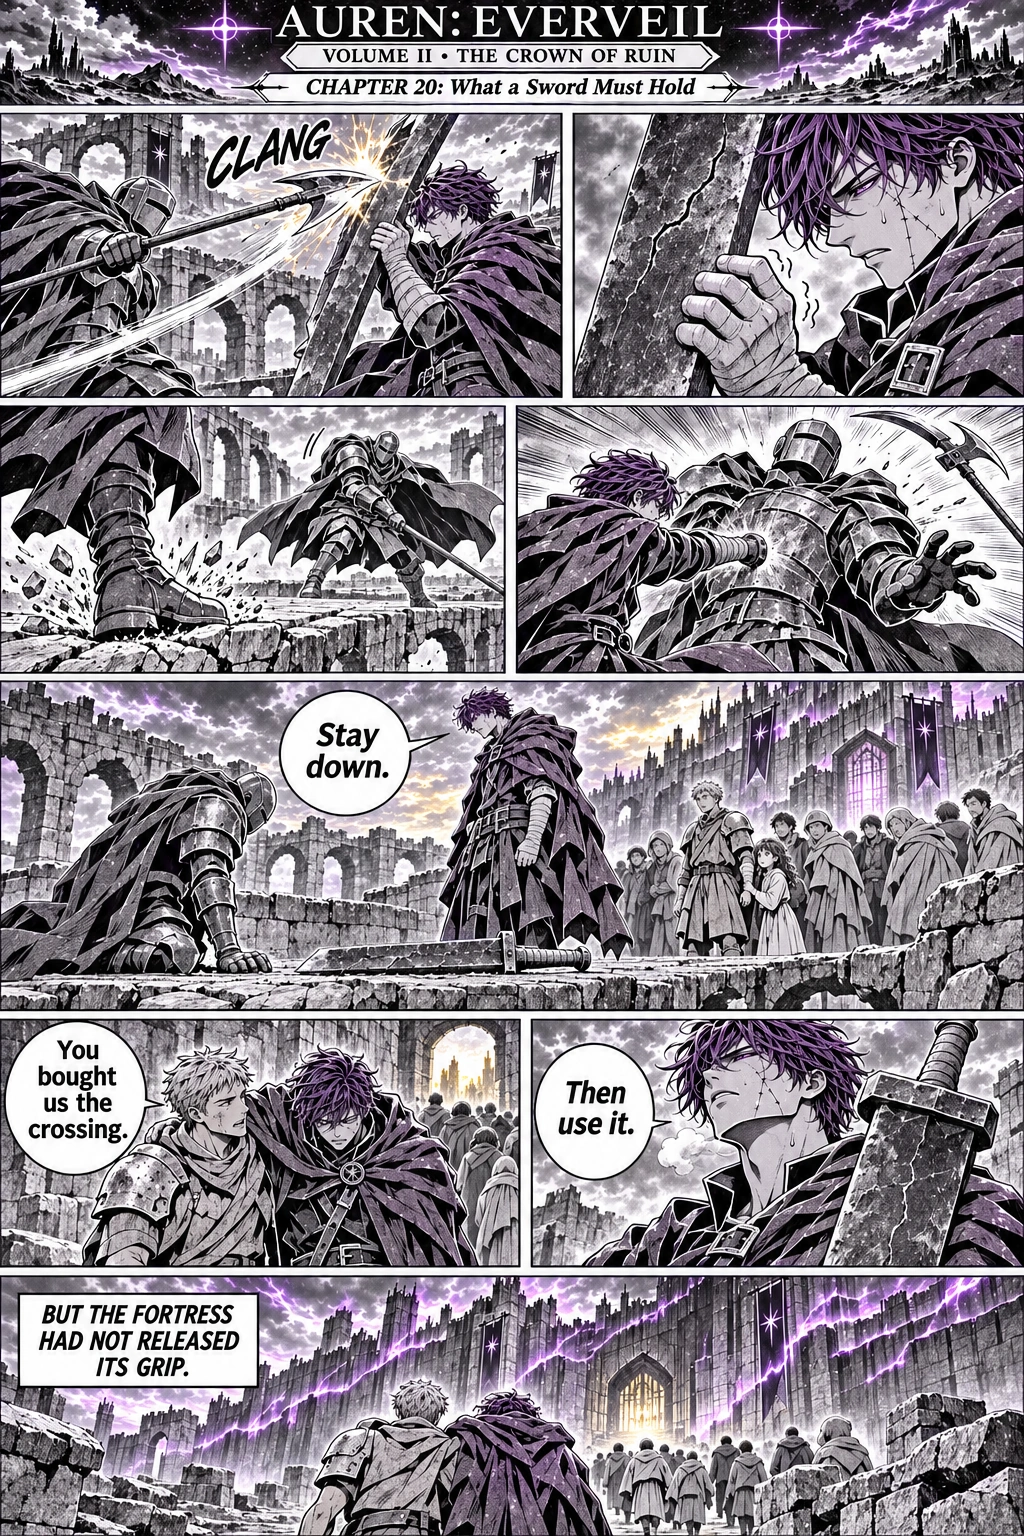 AUREN: EVERVEIL
VOLUME II • THE CROWN OF RUIN
CHAPTER 20: What a Sword Must Hold
CLANG
Stay
down.
You
bought
us the
crossing.
Then
use it.
BUT THE FORTRESS
HAD NOT RELEASED
ITS GRIP.